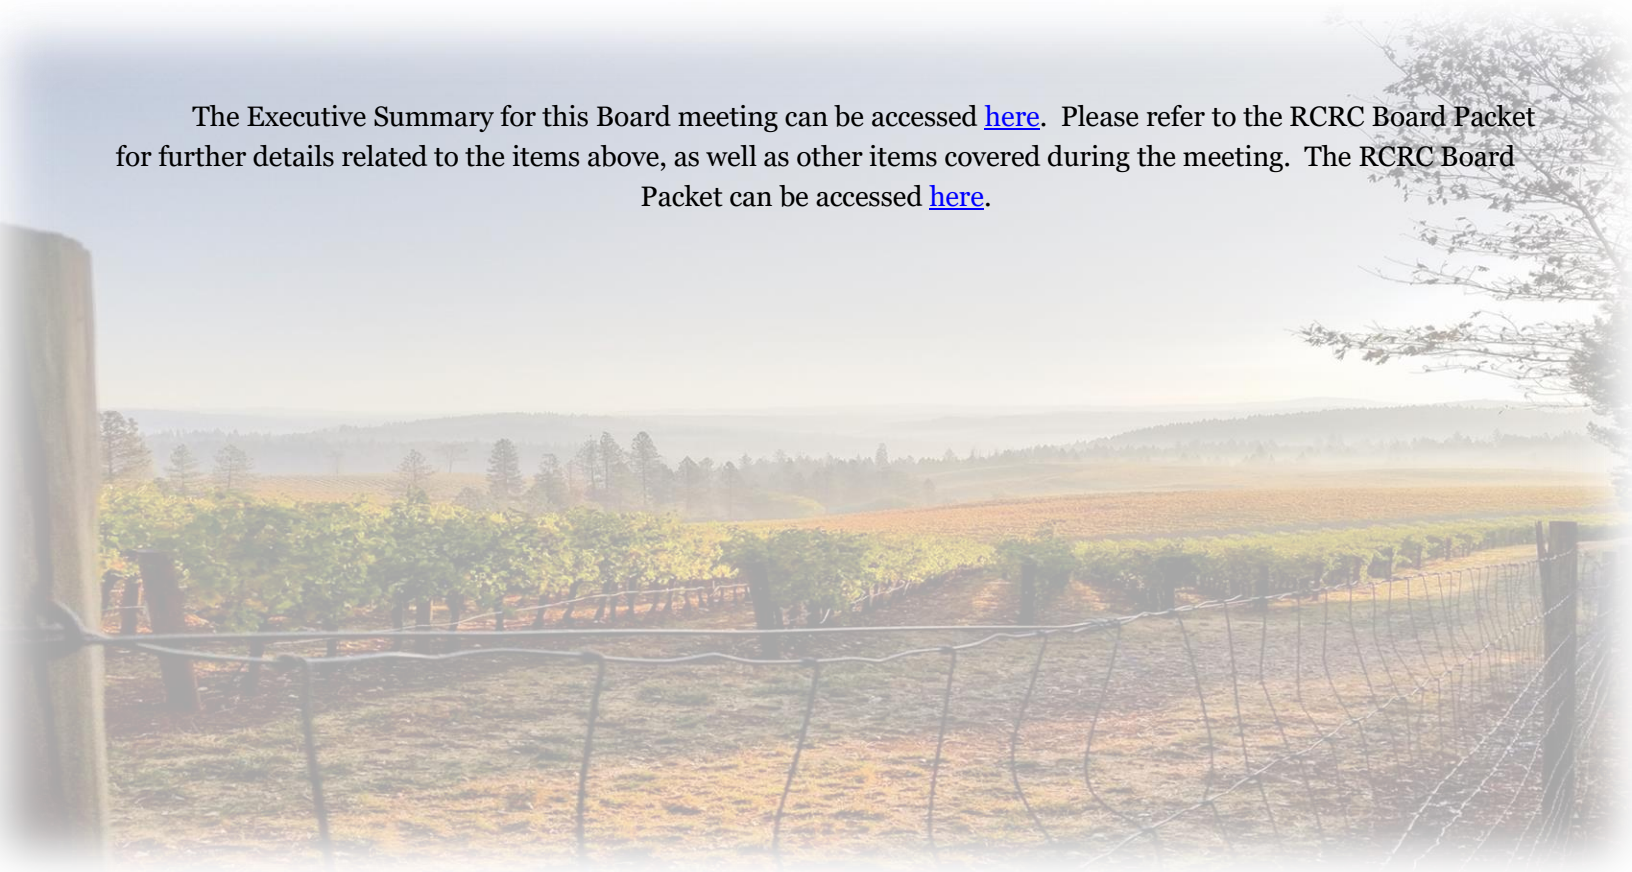 The Executive Summary for this Board meeting can be accessed here.  Please refer to the RCRC Board Packet
for further details related to the items above, as well as other items covered during the meeting.  The RCRC Board
Packet can be accessed here.